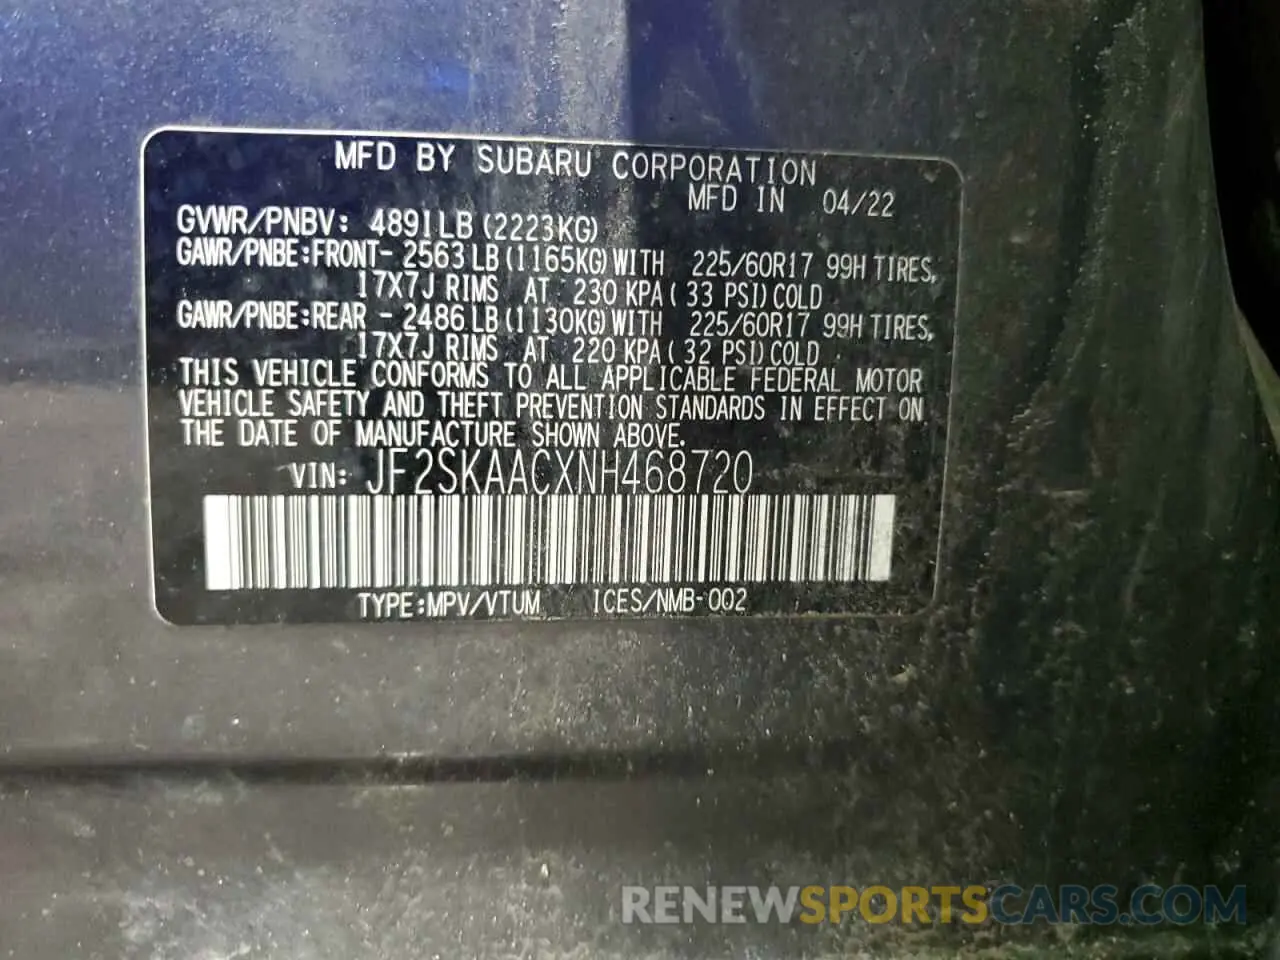 MFD BY SUBARU CORPORATION
MFD IN 04/22
GVWR/PNBV: 4891LB (2223KG)
GAWR/PNBE:FRONT- 2563 LB (1165KG) WITH 225/60R17 99H TIRES,
17X7J RIMS AT 230 KPA ( 33 PSI) COLD
GAWR/PNBE:REAR - 2486 LB (1130KG) WITH 225/60R17 99H TIRES,
17X7J RIMS AT 220 KPA ( 32 PSI) COLD
THIS VEHICLE CONFORMS TO ALL APPLICABLE FEDERAL MOTOR
VEHICLE SAFETY AND THEFT PREVENTION STANDARDS IN EFFECT ON
THE DATE OF MANUFACTURE SHOWN ABOVE.
VIN: JF2SKAACXNH468720
TYPE:MPV/VTUM ICES/NMB-002
RENEWSPORTSCARS.COM